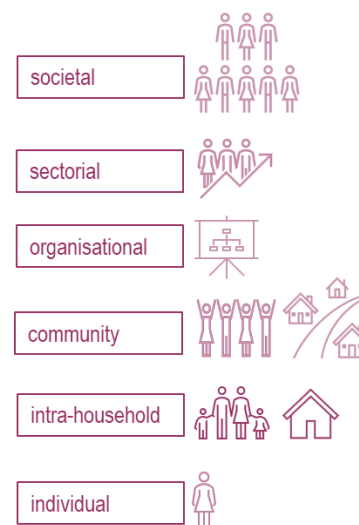 societal
sectorial
organisational
community
intra-household
individual